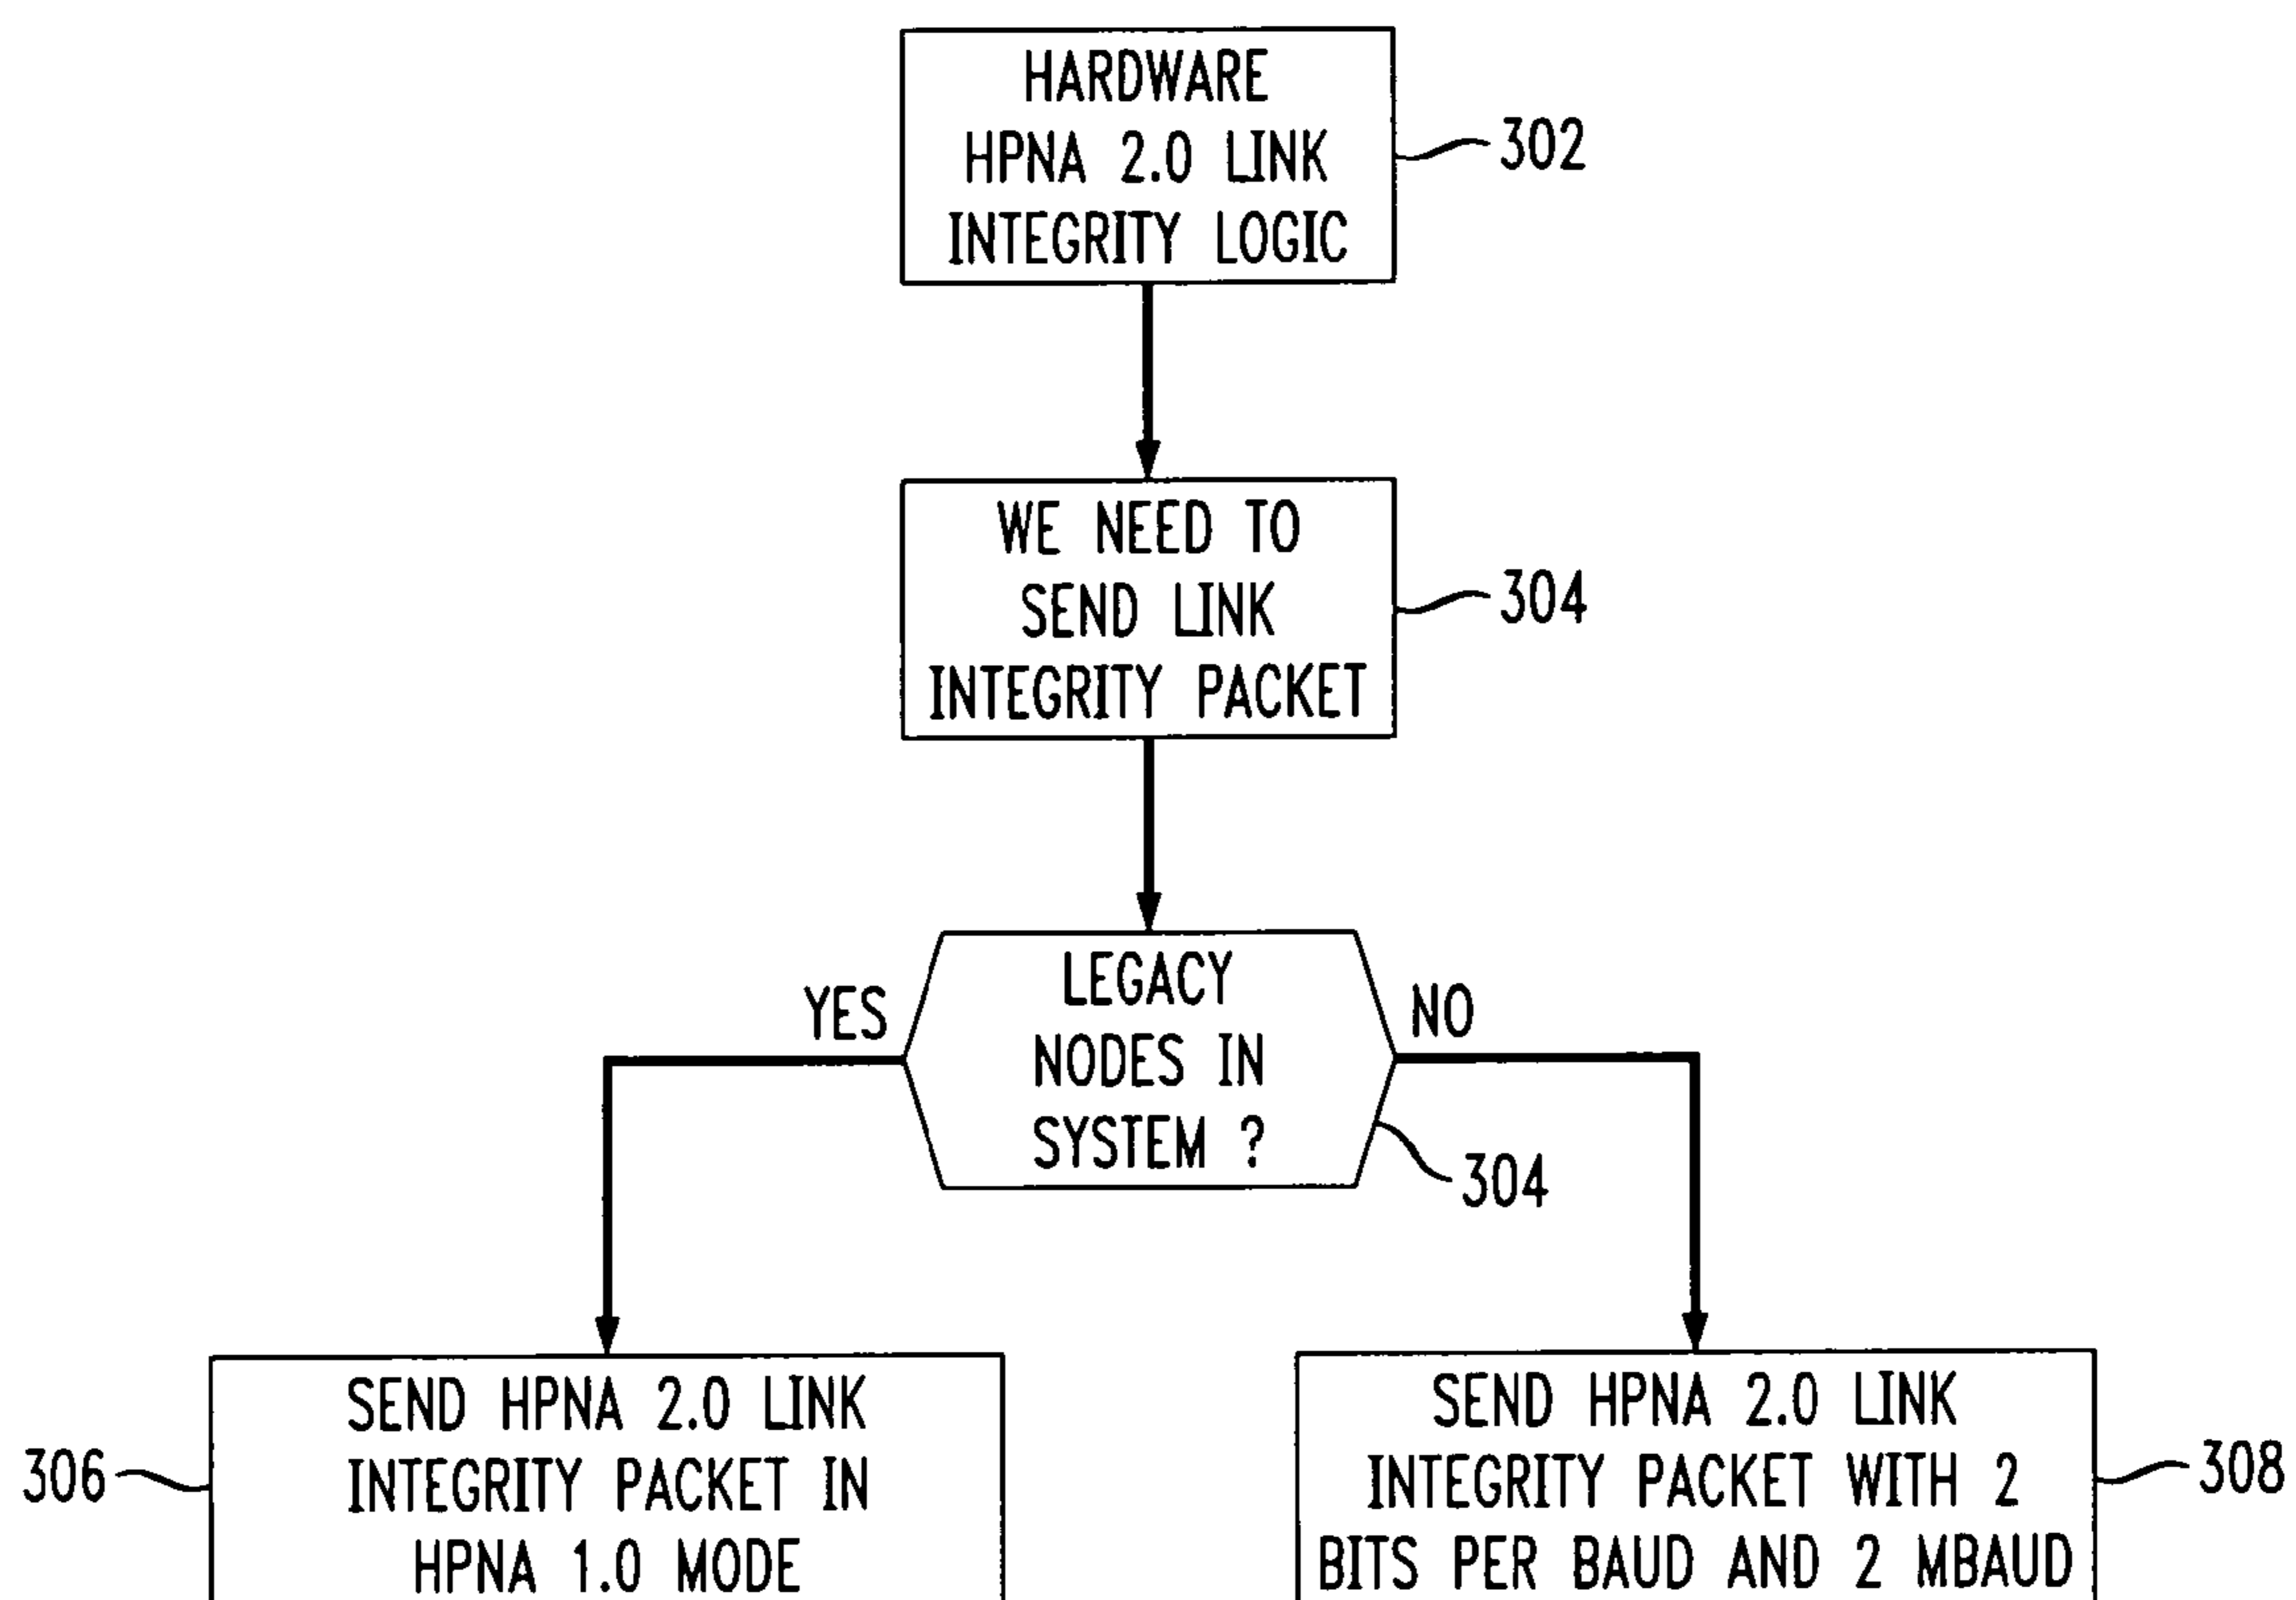 HARDWARE
HPNA 2.0 LINK
INTEGRITY LOGIC
302
WE NEED TO
SEND LINK
INTEGRITY PACKET
304
YES
LEGACY
NODES IN
SYSTEM ?
NO
304
SEND HPNA 2.0 LINK
INTEGRITY PACKET IN
HPNA 1.0 MODE
306
SEND HPNA 2.0 LINK
INTEGRITY PACKET WITH 2
BITS PER BAUD AND 2 MBAUD
308